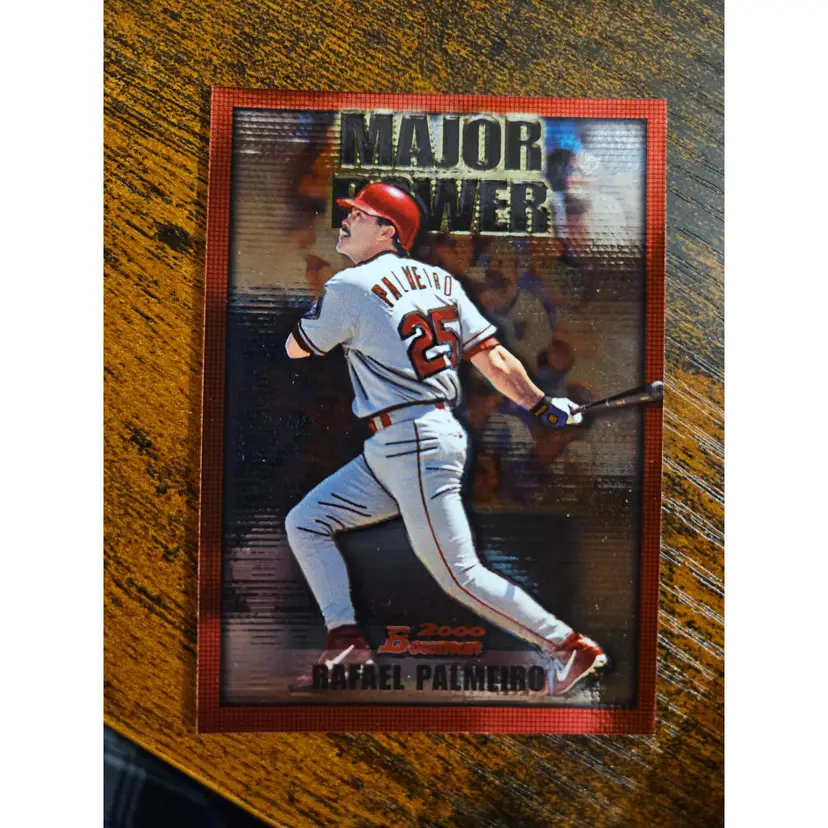 MAJOR
POWER
PALMEIRO
25
2000
Bowman
RAFAEL PALMEIRO